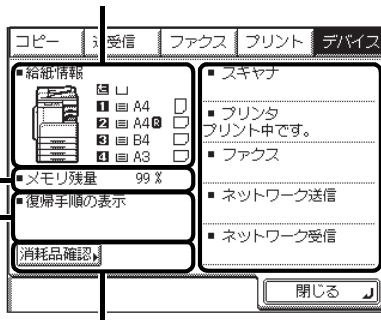 コピー
受信
ファクス
プリント
デバイス
■給紙情報
1 A4
2 A4R
3 B4
4 A3
■メモリ残量 99 %
■復帰手順の表示
消耗品確認
■ スキャナ
■ プリンタ
プリント中です。
■ ファクス
■ ネットワーク送信
■ ネットワーク受信
閉じる